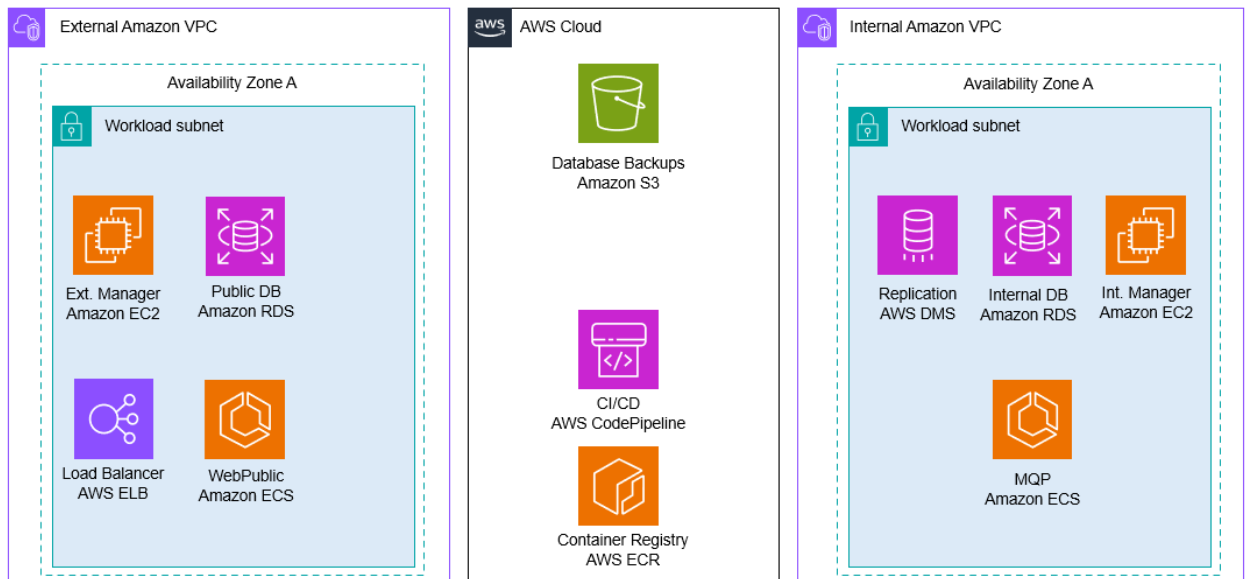 External Amazon VPC
Availability Zone A
Workload subnet
Ext. Manager
Amazon EC2
Public DB
Amazon RDS
Load Balancer
AWS ELB
WebPublic
Amazon ECS
aws
AWS Cloud
Database Backups
Amazon S3
CI/CD
AWS CodePipeline
Container Registry
AWS ECR
Internal Amazon VPC
Availability Zone A
Workload subnet
Replication
AWS DMS
Internal DB
Amazon RDS
Int. Manager
Amazon EC2
MQP
Amazon ECS